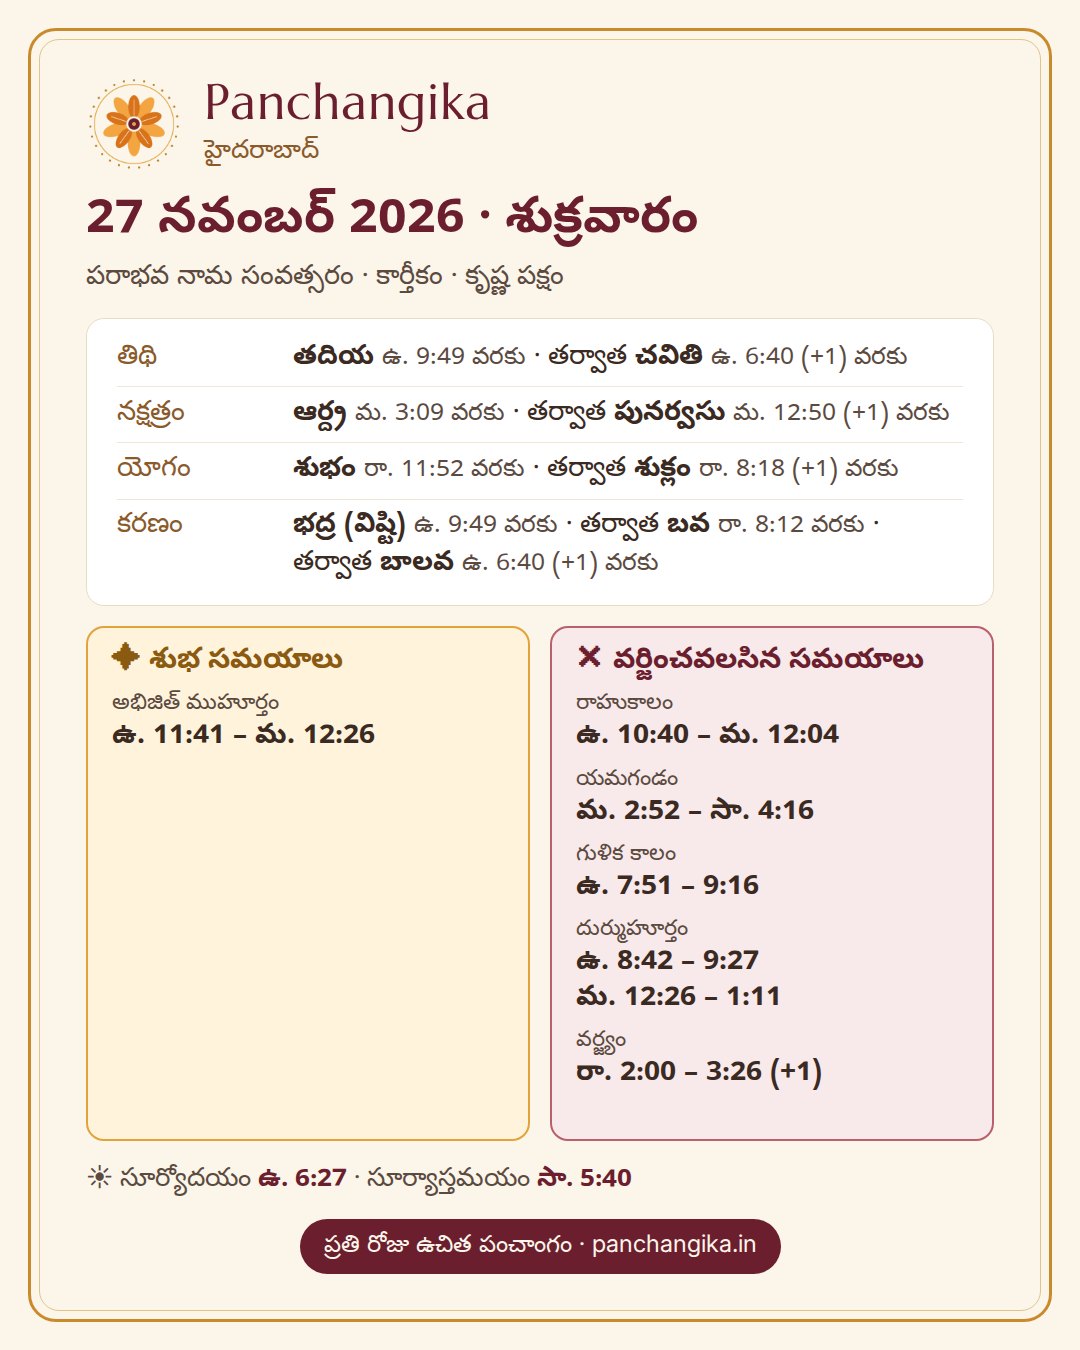 Panchangika
హైదరాబాద్
27 నవంబర్ 2026 · శుక్రవారం
పరాభవ నామ సంవత్సరం · కార్తీకం · కృష్ణ పక్షం
తిథి తదియ ఉ. 9:49 వరకు · తర్వాత చవితి ఉ. 6:40 (+1) వరకు
నక్షత్రం ఆర్ద్ర మ. 3:09 వరకు · తర్వాత పునర్వసు మ. 12:50 (+1) వరకు
యోగం శుభం రా. 11:52 వరకు · తర్వాత శుక్లం రా. 8:18 (+1) వరకు
కరణం భద్ర (విష్టి) ఉ. 9:49 వరకు · తర్వాత బవ రా. 8:12 వరకు ·
తర్వాత బాలవ ఉ. 6:40 (+1) వరకు
శుభ సమయాలు
అభిజిత్ ముహూర్తం
ఉ. 11:41 – మ. 12:26
వర్జించవలసిన సమయాలు
రాహుకాలం
ఉ. 10:40 – మ. 12:04
యమగండం
మ. 2:52 – సా. 4:16
గుళిక కాలం
ఉ. 7:51 – 9:16
దుర్ముహూర్తం
ఉ. 8:42 – 9:27
మ. 12:26 – 1:11
వర్జ్యం
రా. 2:00 – 3:26 (+1)
☀ సూర్యోదయం ఉ. 6:27 · సూర్యాస్తమయం సా. 5:40
ప్రతి రోజు ఉచిత పంచాంగం · panchangika.in